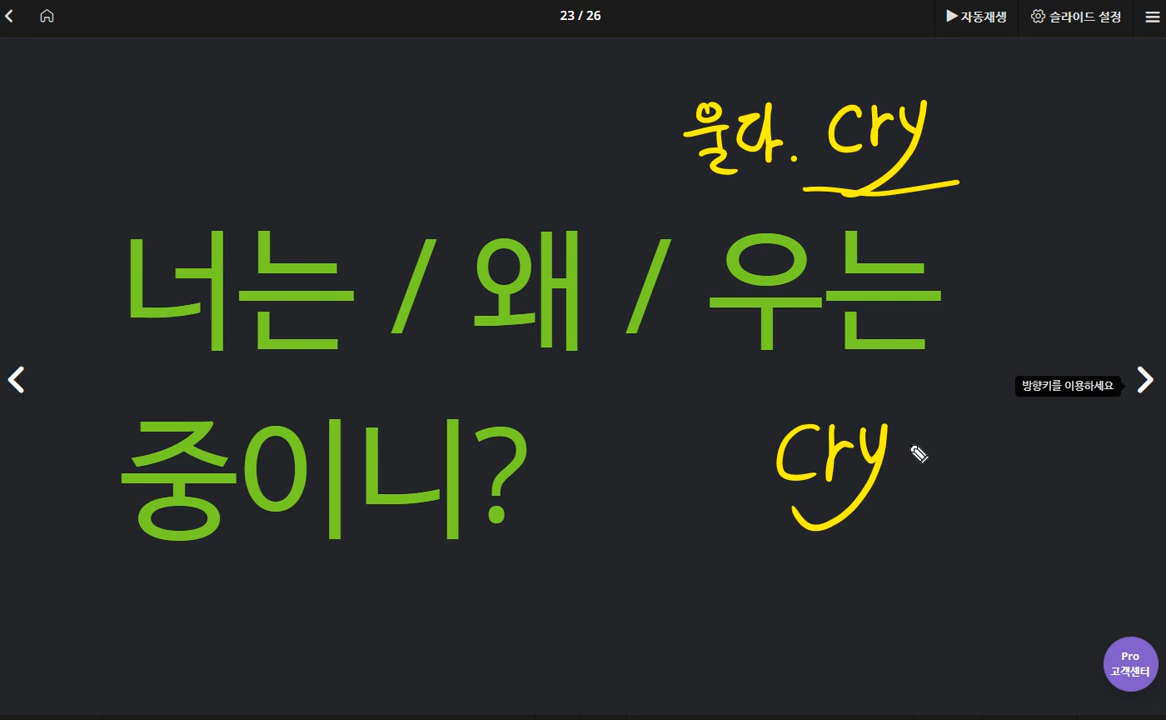 23 / 26
▶ 자동재생
슬라이드 설정
울다. cry
너는 / 왜 / 우는
방향키를 이용하세요
중이니?
cry
Pro
고객센터